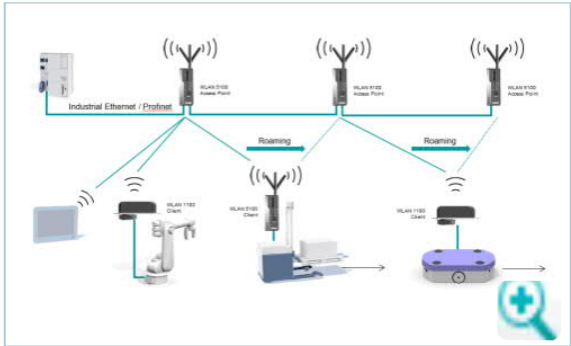 WLAN 5100
Access Point
WLAN 5100
Access Point
WLAN 5100
Access Point
Industrial Ethernet / Profinet
Roaming
Roaming
WLAN 1100
Client
WLAN 5100
Client
WLAN 1100
Client